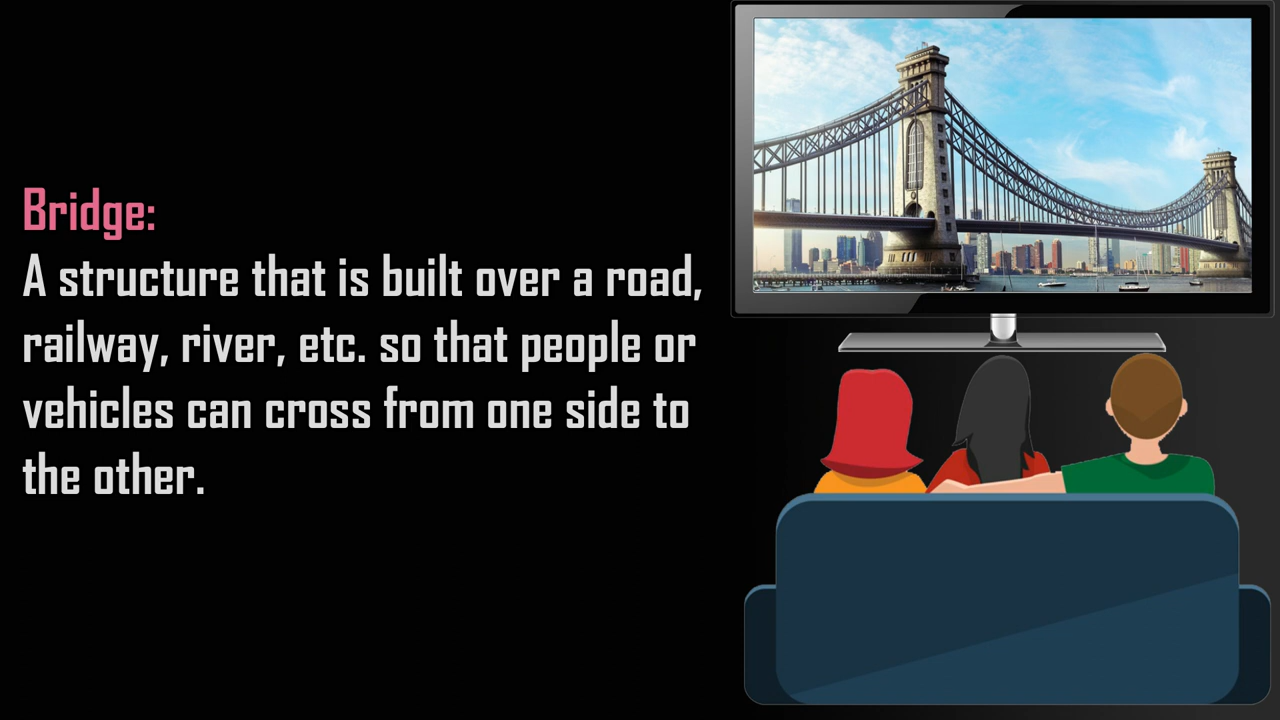 Bridge:
A structure that is built over a road,
railway, river, etc. so that people or
vehicles can cross from one side to
the other.